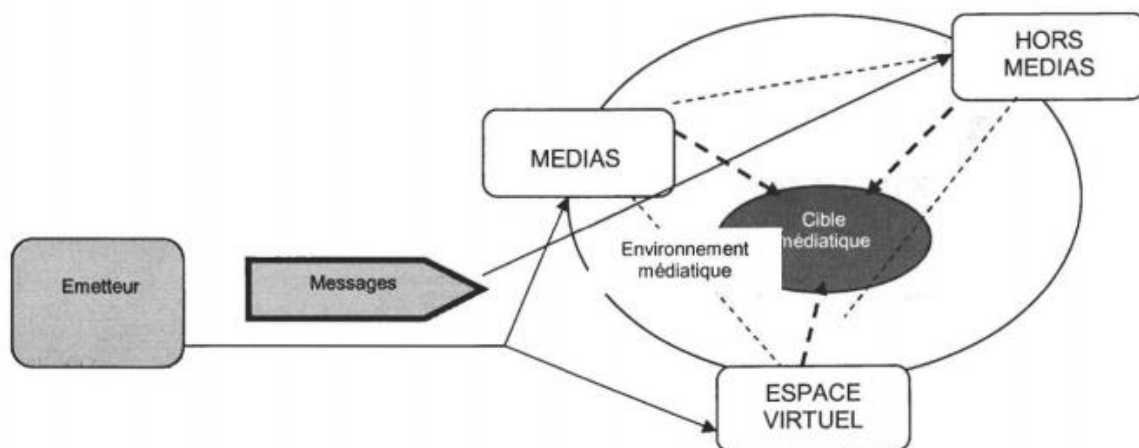 HORS
MEDIAS
MEDIAS
Cible
médiatique
Environnement
médiatique
Emetteur
Messages
ESPACE
VIRTUEL